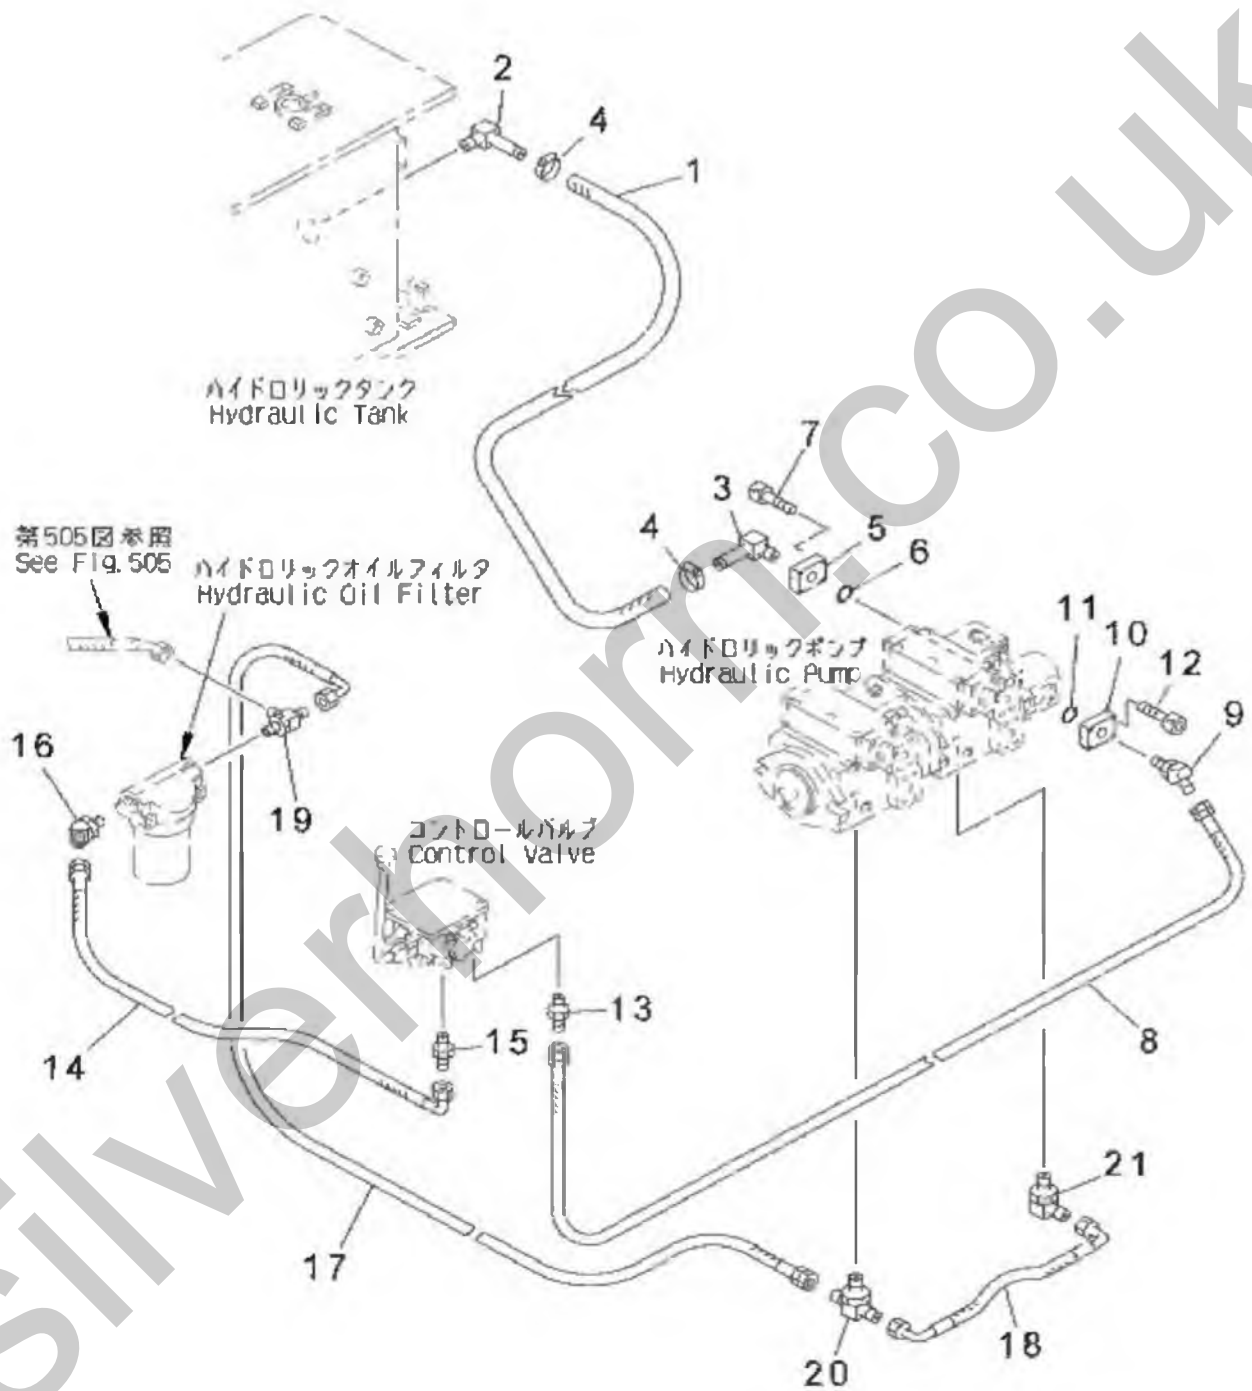 2
4
1
ハイドロリックタンク
Hydraulic Tank
7
3
4
5
6
第505図参照
See Fig. 505
ハイドロリックオイルフィルタ
Hydraulic Oil Filter
ハイドロリックポンプ
Hydraulic Pump
11
10
12
9
16
19
コントロールバルブ
Control Valve
13
15
14
8
21
17
18
20
silverhorn.co.uk